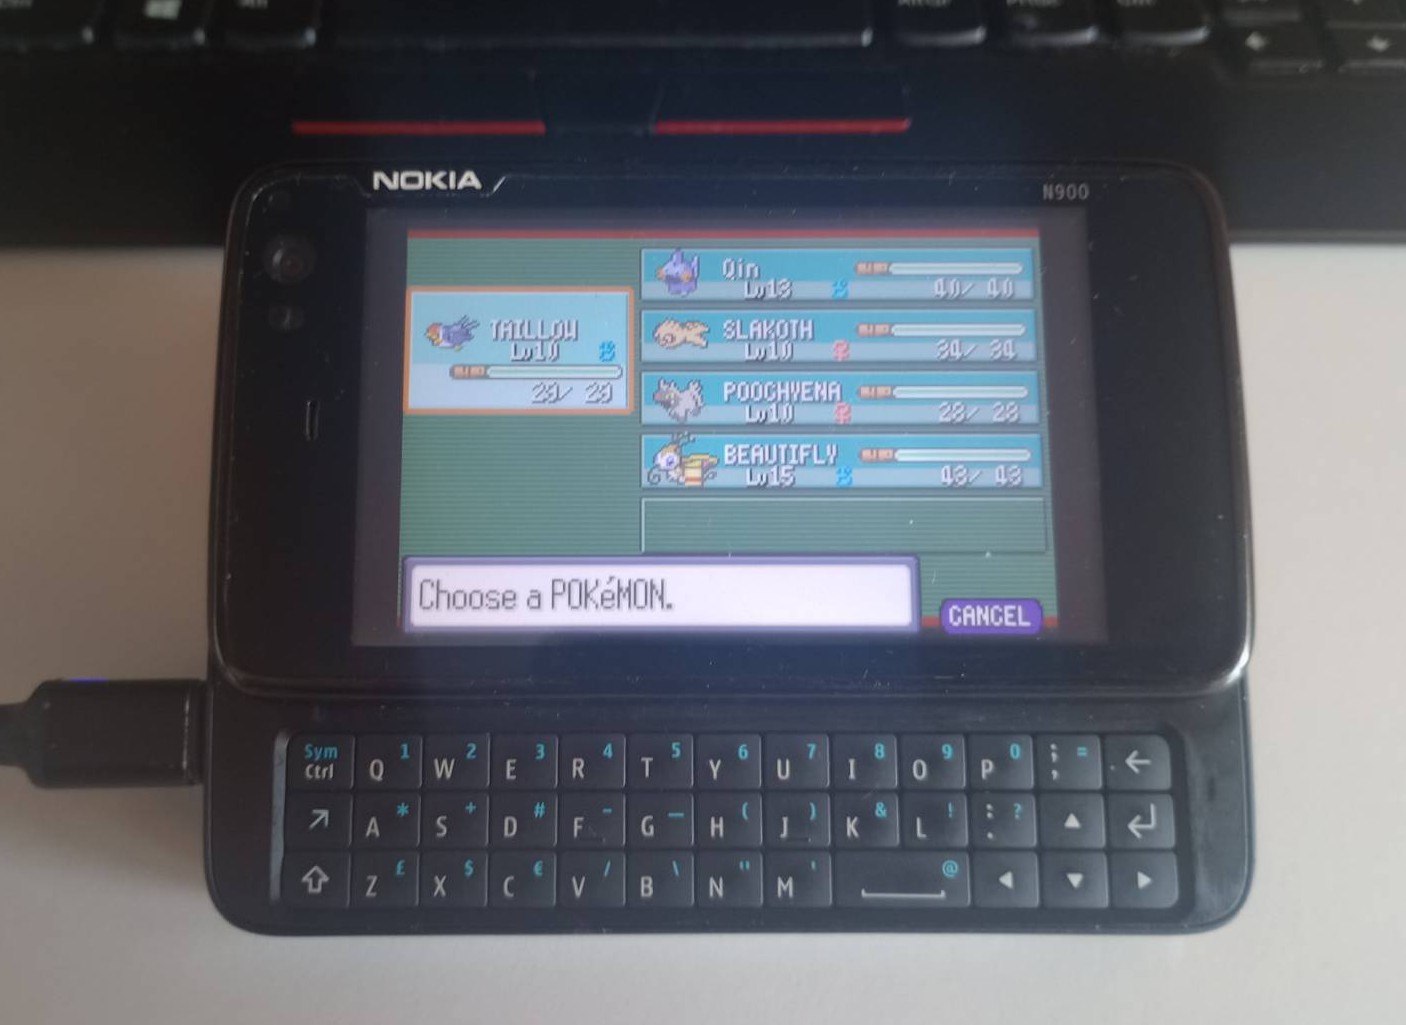 NOKIA
N900
TAILLOW
Lv10
29/ 29
Qin
Lv13
40/ 40
SLAKOTH
Lv10
34/ 34
POOCHYENA
Lv10
28/ 28
BEAUTIFLY
Lv15
43/ 43
Choose a POKéMON.
CANCEL
Sym 1 2 3 4 5 6 7 8 9 0 ; =
Ctrl Q W E R T Y U I O P , ←
↗ A * S + D # F - G _ H ( J ) K & L ! : . ? ▲ ↵
⇧ Z £ X $ C € V / B \ N " M ' @ ◀ ▼ ▶